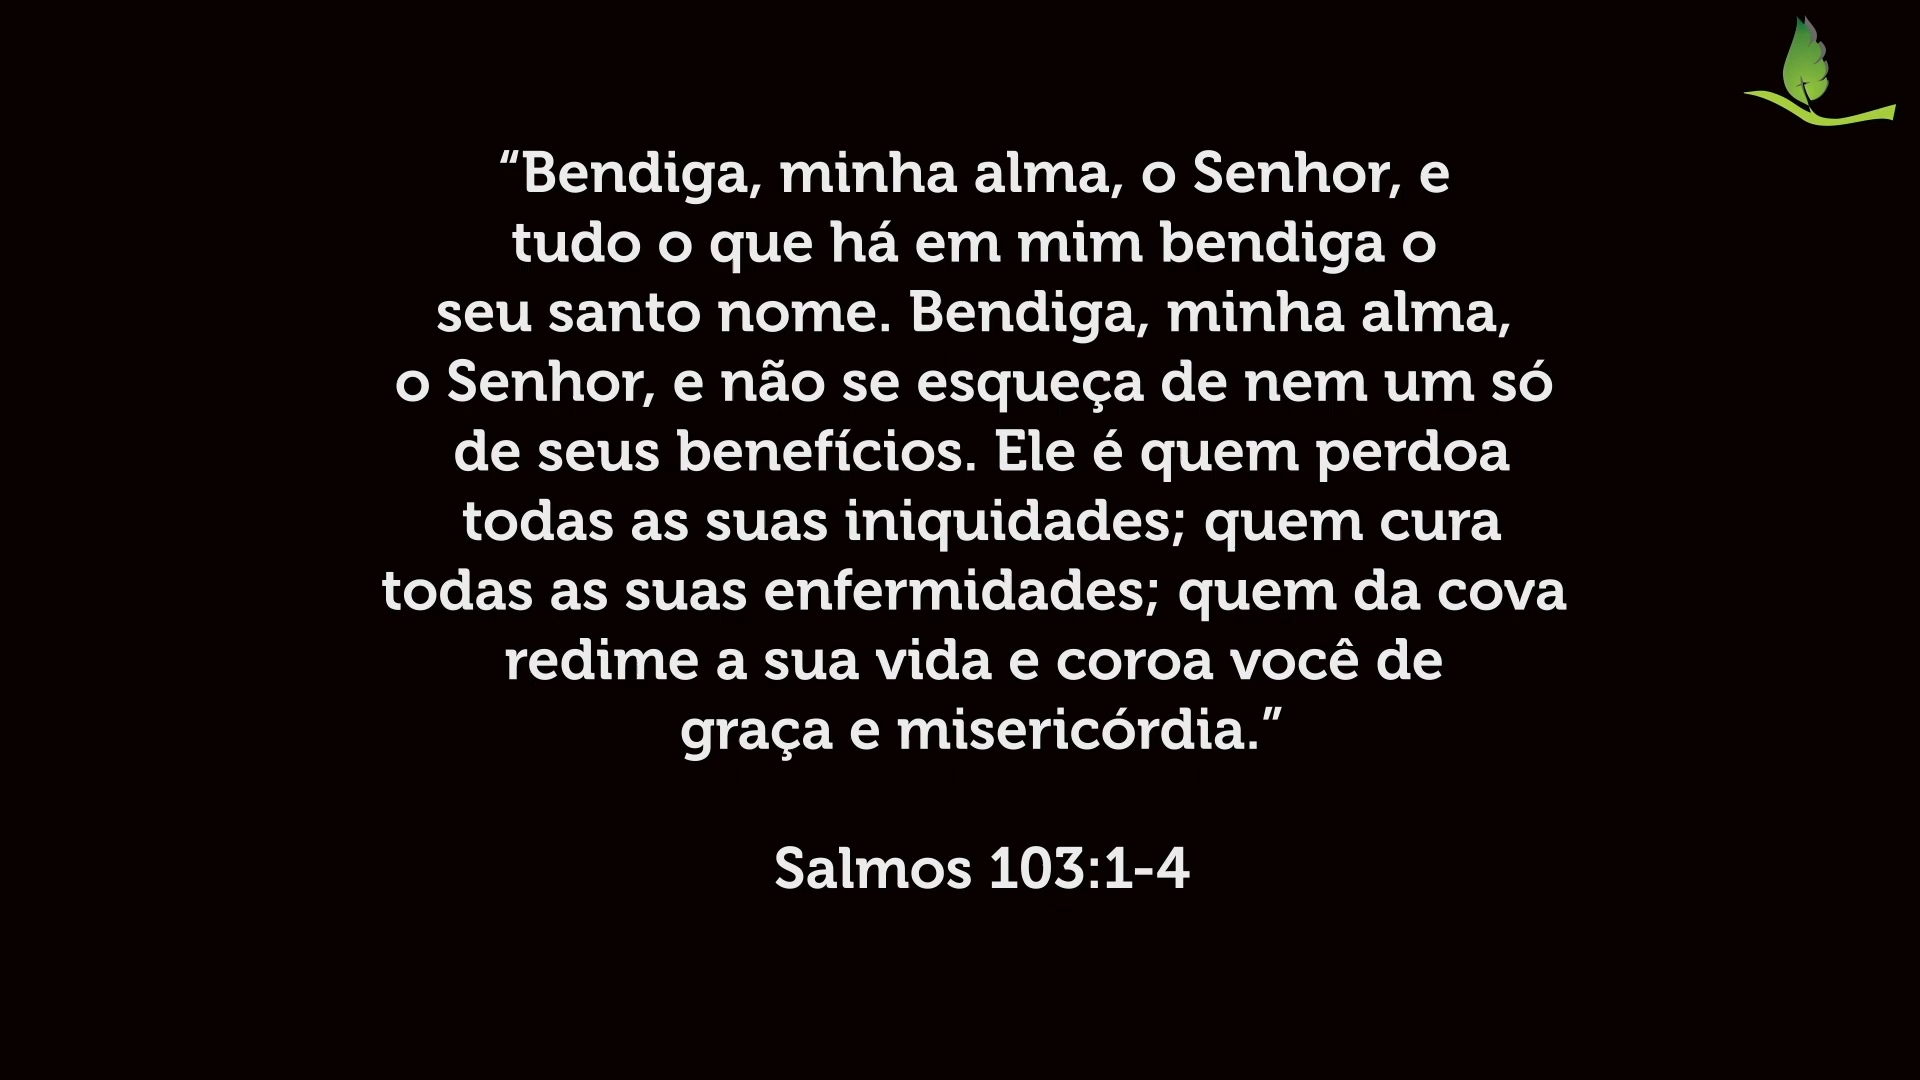 “Bendiga, minha alma, o Senhor, e
tudo o que há em mim bendiga o
seu santo nome. Bendiga, minha alma,
o Senhor, e não se esqueça de nem um só
de seus benefícios. Ele é quem perdoa
todas as suas iniquidades; quem cura
todas as suas enfermidades; quem da cova
redime a sua vida e coroa você de
graça e misericórdia.”
Salmos 103:1-4